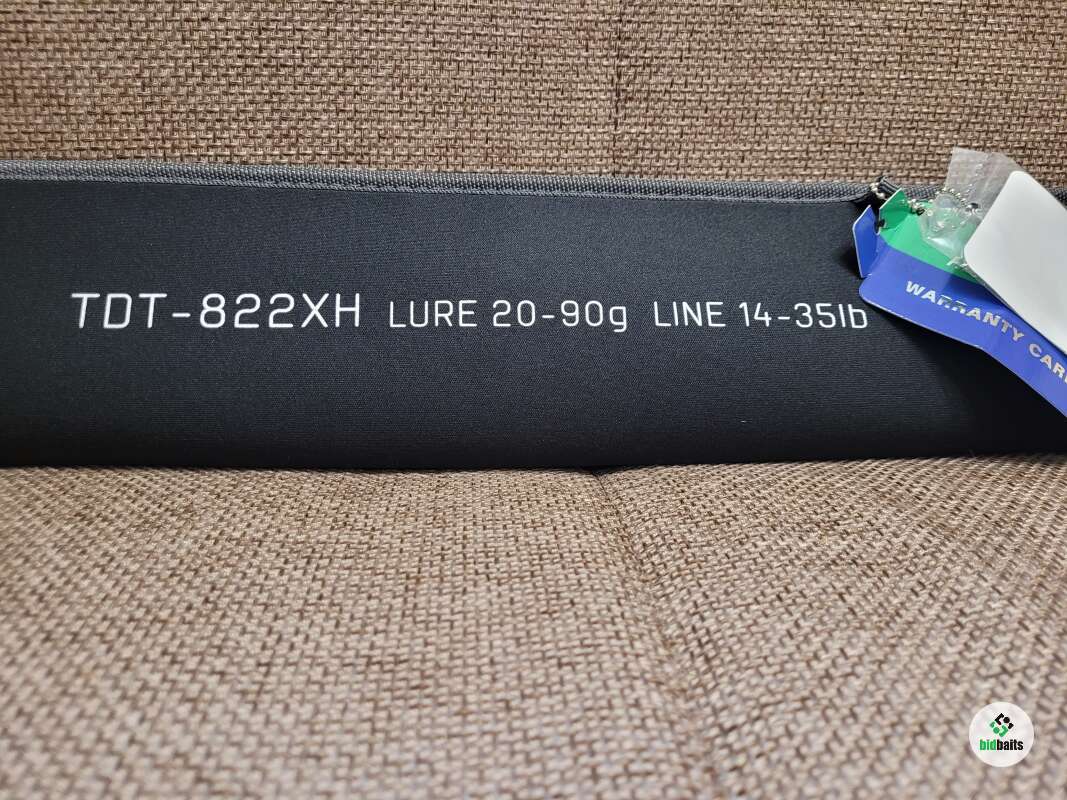 TDT-822XH LURE 20-90g LINE 14-35lb
WARRANTY CAR
bidbaits